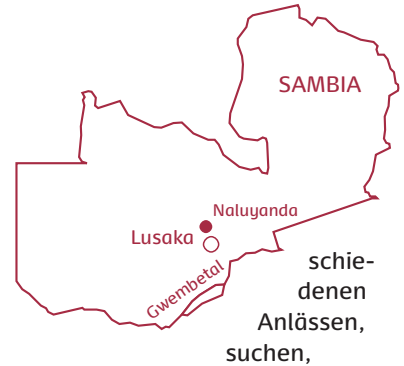 SAMBIA
Naluyanda
Lusaka
Gwembetal
schie-
denen
Anlässen,
suchen,